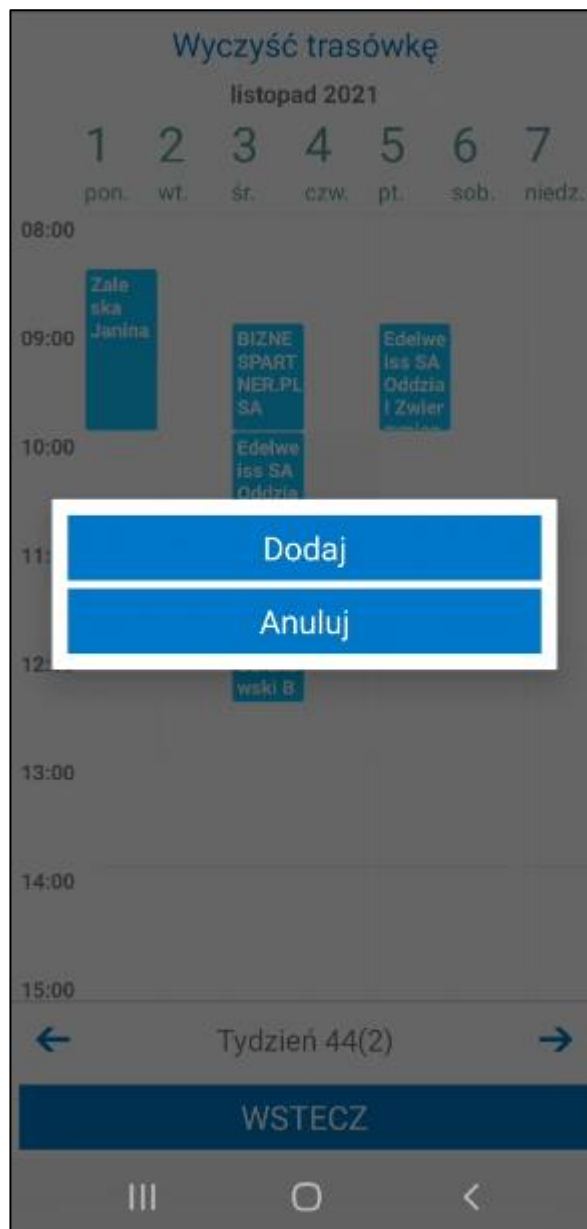 Wyczyść trasówkę
listopad 2021
1 2 3 4 5 6 7
pon. wt. śr. czw. pt. sob. niedz.
08:00
Zale
ska
Janina
09:00
BIZNE
SPART
NER.PL
SA
Edelwe
iss SA
Oddzia
ł Zwier
10:00
Edelwe
iss SA
Oddzia
Dodaj
11:
Anuluj
12:
wski B
13:00
14:00
15:00
Tydzień 44(2)
WSTECZ